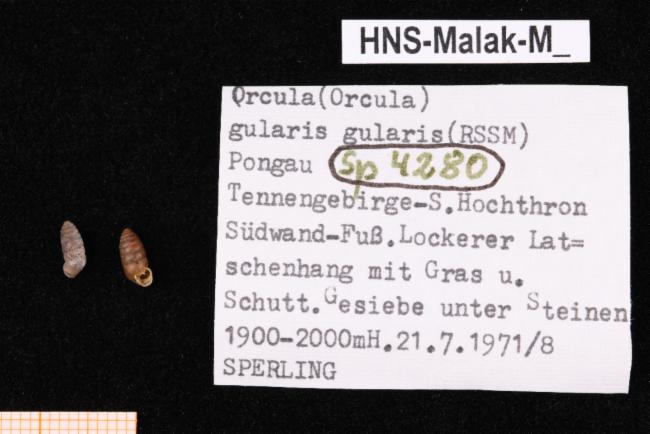 HNS-Malak-M_
Orcula(Orcula)
gularis gularis(RSSM)
Pongau Sp 4280
Tennengebirge-S.Hochthron
Südwand-Fuß.Lockerer Lat=
schenhang mit Gras u.
Schutt.Gesiebe unter Steinen
1900-2000mH.21.7.1971/8
SPERLING